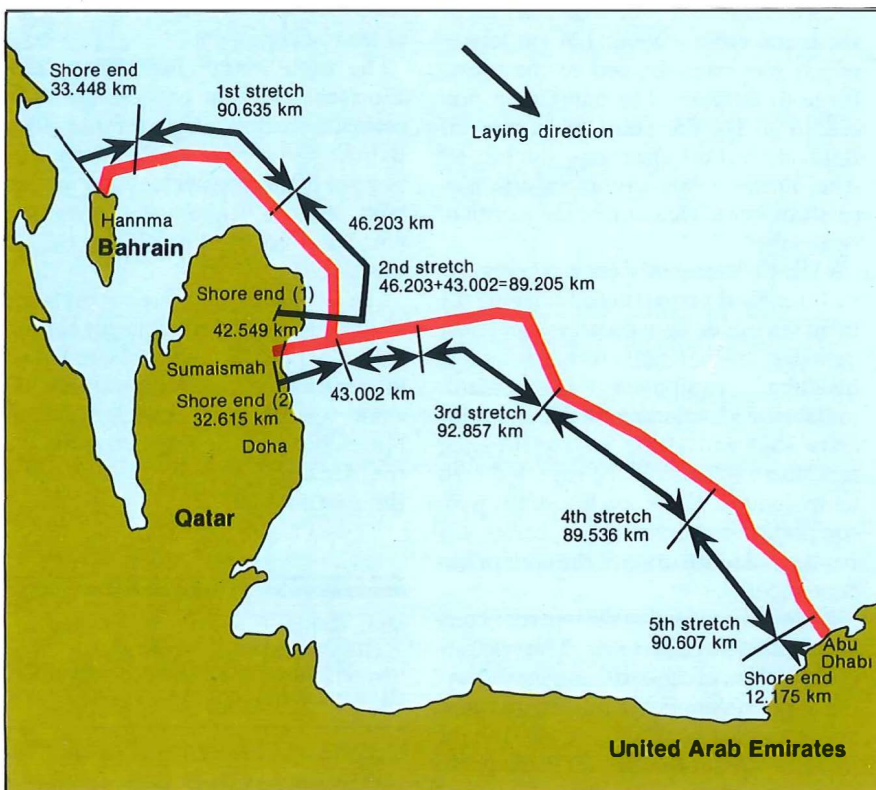 Shore end
33.448 km
1st stretch
90.635 km
Laying direction
Hannma
Bahrain
46.203 km
2nd stretch
46.203+43.002=89.205 km
Shore end (1)
42.549 km
Sumaismah
43.002 km
Shore end (2)
32.615 km
3rd stretch
92.857 km
Doha
Qatar
4th stretch
89.536 km
5th stretch
90.607 km
Abu
Dhabi
Shore end
12.175 km
United Arab Emirates